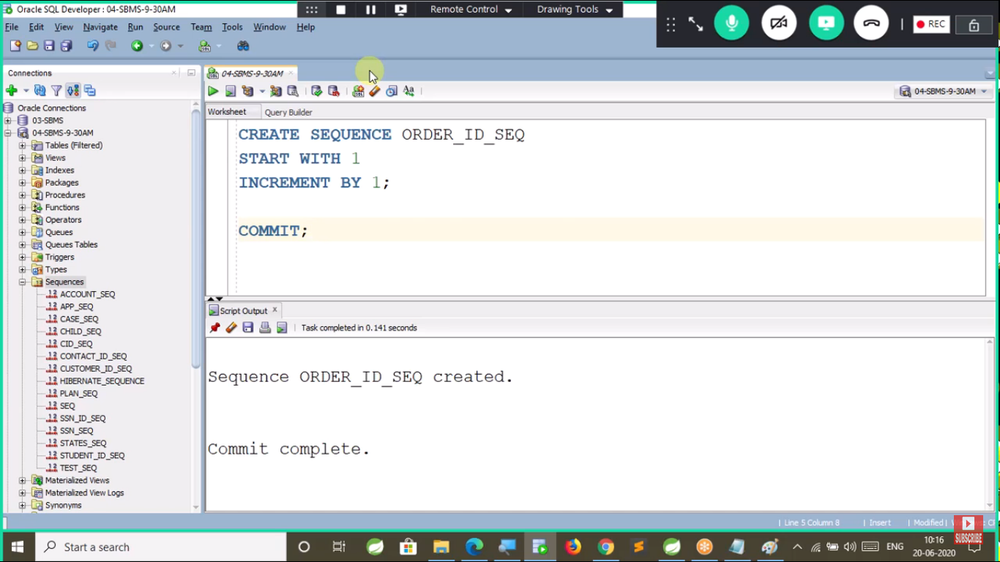 Oracle SQL Developer : 04-SBMS-9-30AM
Remote Control
Drawing Tools
REC
File Edit View Navigate Run Source Team Tools Window Help
Connections
04-SBMS-9-30AM
04-SBMS-9-30AM
Worksheet Query Builder
Oracle Connections
03-SBMS
04-SBMS-9-30AM
Tables (Filtered)
Views
Indexes
Packages
Procedures
Functions
Operators
Queues
Queues Tables
Triggers
Types
Sequences
ACCOUNT_SEQ
APP_SEQ
CASE_SEQ
CHILD_SEQ
CID_SEQ
CONTACT_ID_SEQ
CUSTOMER_ID_SEQ
HIBERNATE_SEQUENCE
PLAN_SEQ
SEQ
SSN_ID_SEQ
SSN_SEQ
STATES_SEQ
STUDENT_ID_SEQ
TEST_SEQ
Materialized Views
Materialized View Logs
Synonyms
CREATE SEQUENCE ORDER_ID_SEQ
START WITH 1
INCREMENT BY 1;
COMMIT;
Script Output
Task completed in 0.141 seconds
Sequence ORDER_ID_SEQ created.
Commit complete.
Line 5 Column 8 Insert Modified
SUBSCRIBE
Start a search
ENG
10:16
20-06-2020